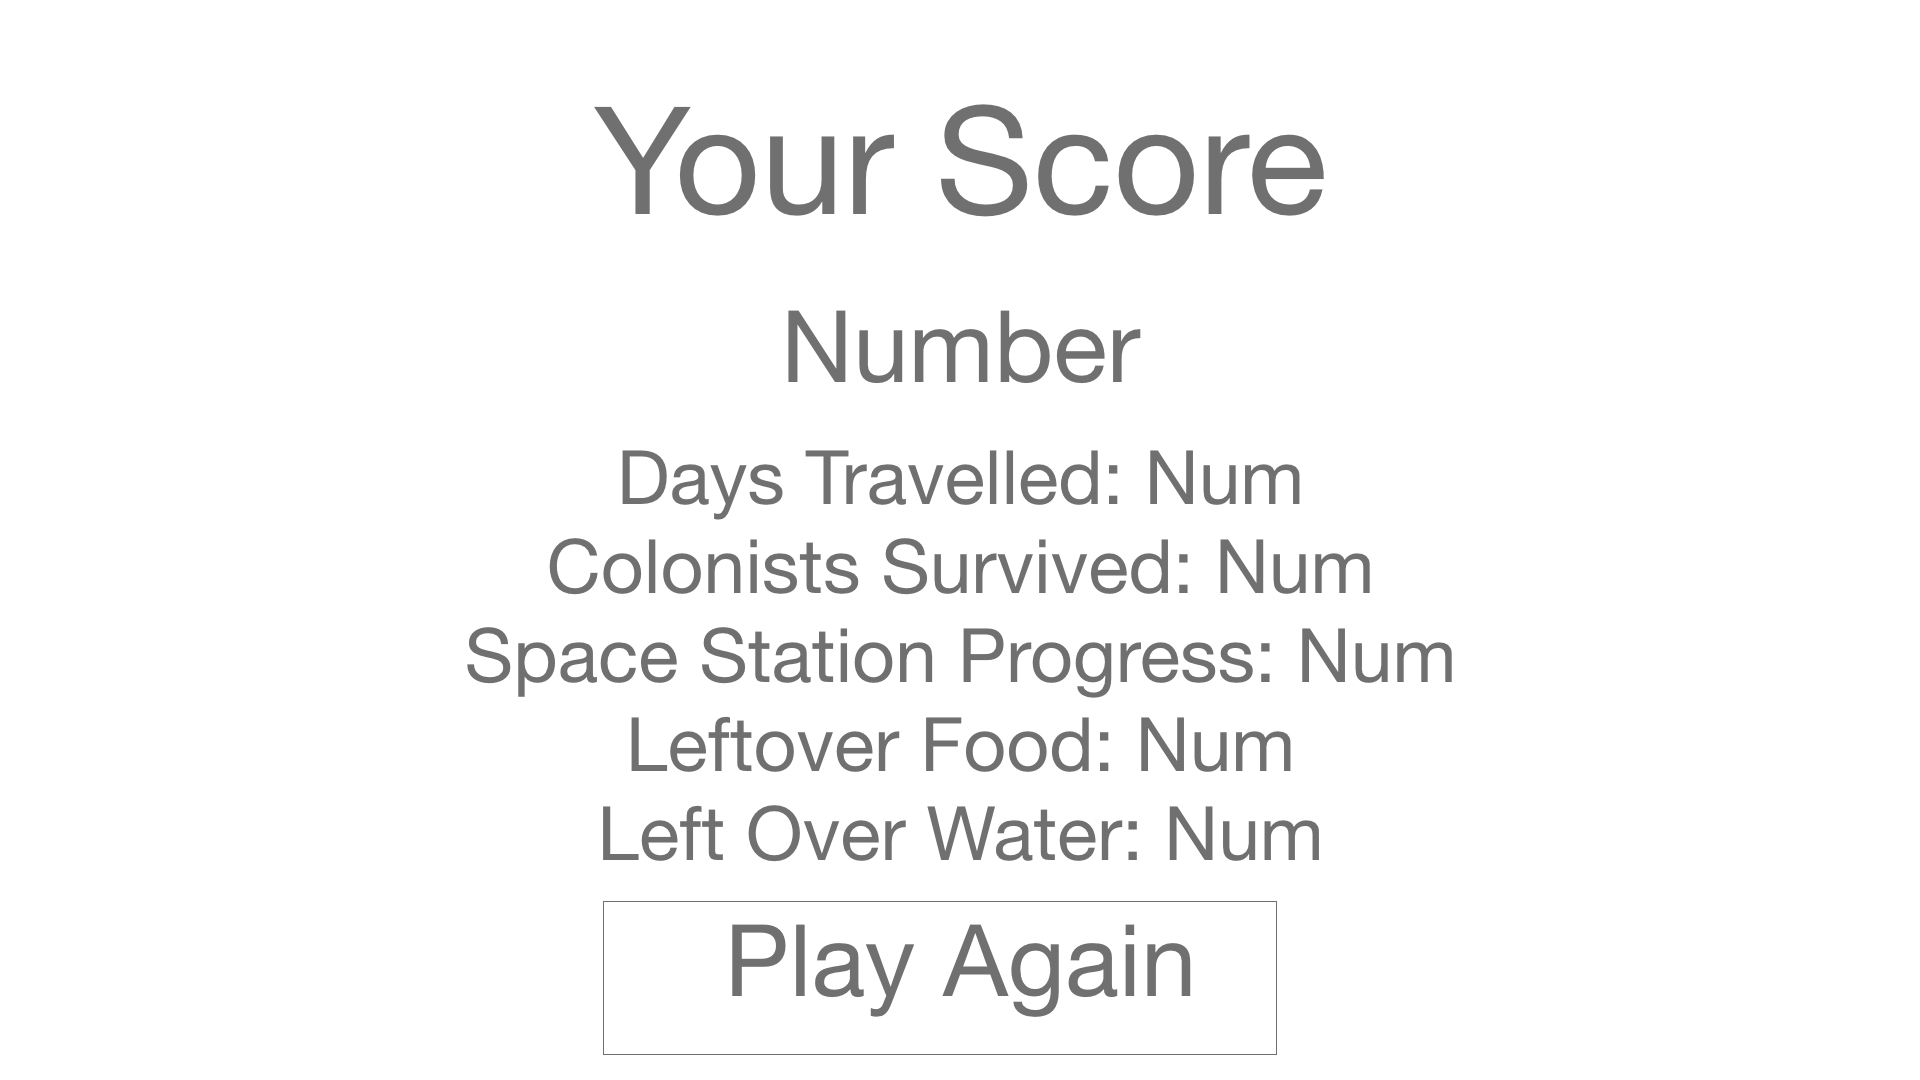 Your Score
Number
Days Travelled: Num
Colonists Survived: Num
Space Station Progress: Num
Leftover Food: Num
Left Over Water: Num
Play Again